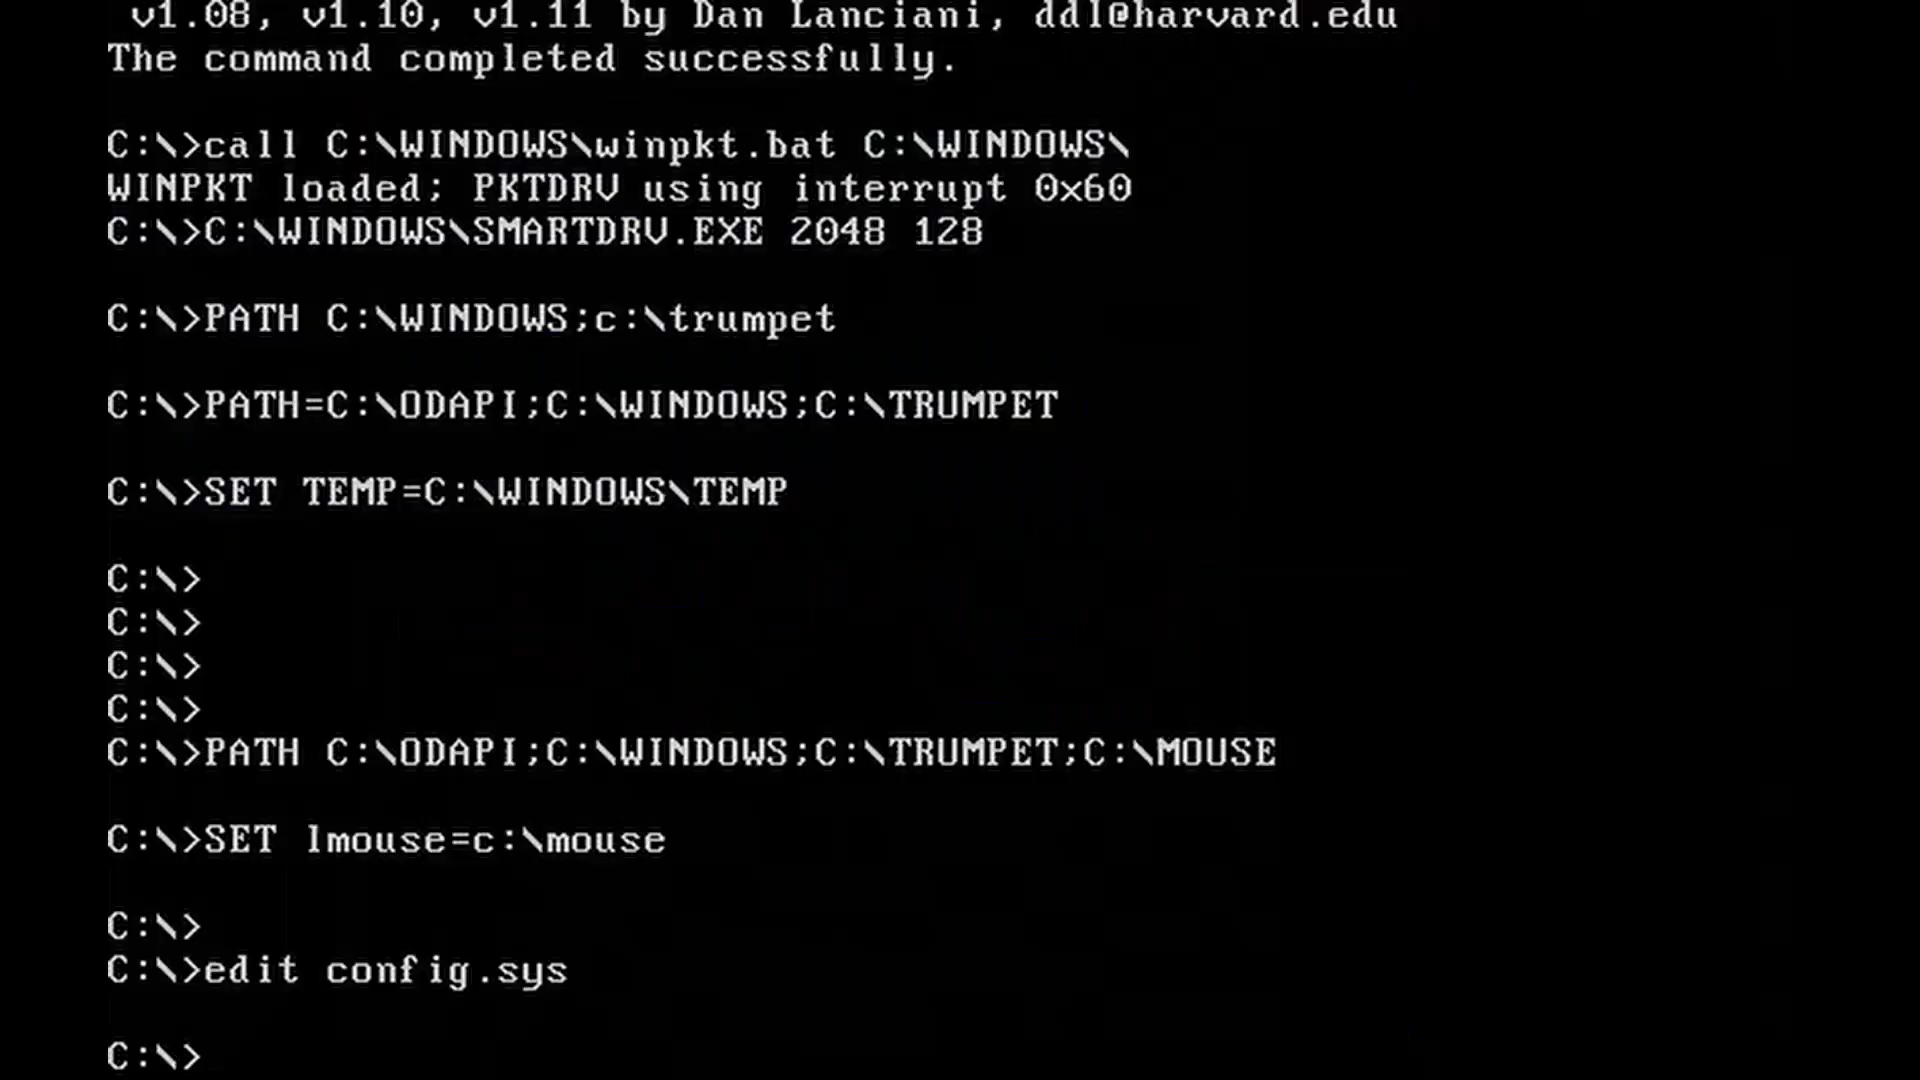 v1.08, v1.10, v1.11 by Dan Lanciani, ddl@harvard.edu
The command completed successfully.
C:\>call C:\WINDOWS\winpkt.bat C:\WINDOWS\
WINPKT loaded; PKTDRV using interrupt 0x60
C:\>C:\WINDOWS\SMARTDRV.EXE 2048 128
C:\>PATH C:\WINDOWS;c:\trumpet
C:\>PATH=C:\ODAPI;C:\WINDOWS;C:\TRUMPET
C:\>SET TEMP=C:\WINDOWS\TEMP
C:\>
C:\>
C:\>
C:\>
C:\>PATH C:\ODAPI;C:\WINDOWS;C:\TRUMPET;C:\MOUSE
C:\>SET lmouse=c:\mouse
C:\>
C:\>edit config.sys
C:\>